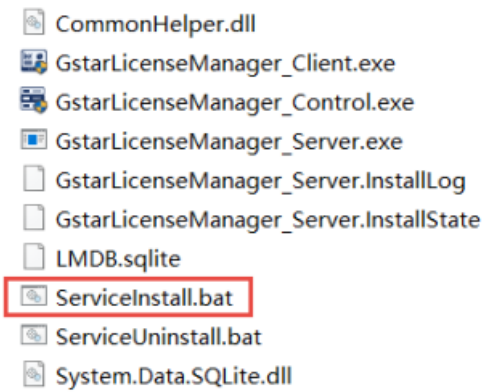 CommonHelper.dll
GstarLicenseManager_Client.exe
GstarLicenseManager_Control.exe
GstarLicenseManager_Server.exe
GstarLicenseManager_Server.InstallLog
GstarLicenseManager_Server.InstallState
LMDB.sqlite
ServiceInstall.bat
ServiceUninstall.bat
System.Data.SQLite.dll